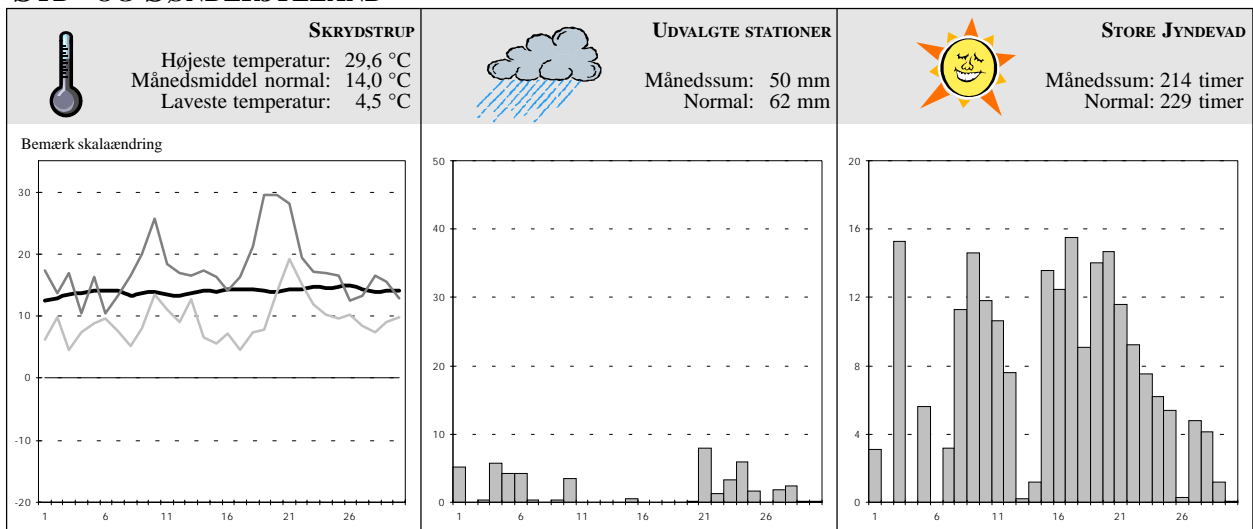 SKRYDSTRUP
Højeste temperatur: 29,6 °C
Månedsmiddel normal: 14,0 °C
Laveste temperatur: 4,5 °C
UDVALGTE STATIONER
Månedssum: 50 mm
Normal: 62 mm
STORE JYNDEVAD
Månedssum: 214 timer
Normal: 229 timer
Bemærk skalaændring
30
20
10
0
-10
-20
1 6 11 16 21 26
50
40
30
20
10
0
1 6 11 16 21 26
20
16
12
8
4
0
1 6 11 16 21 26